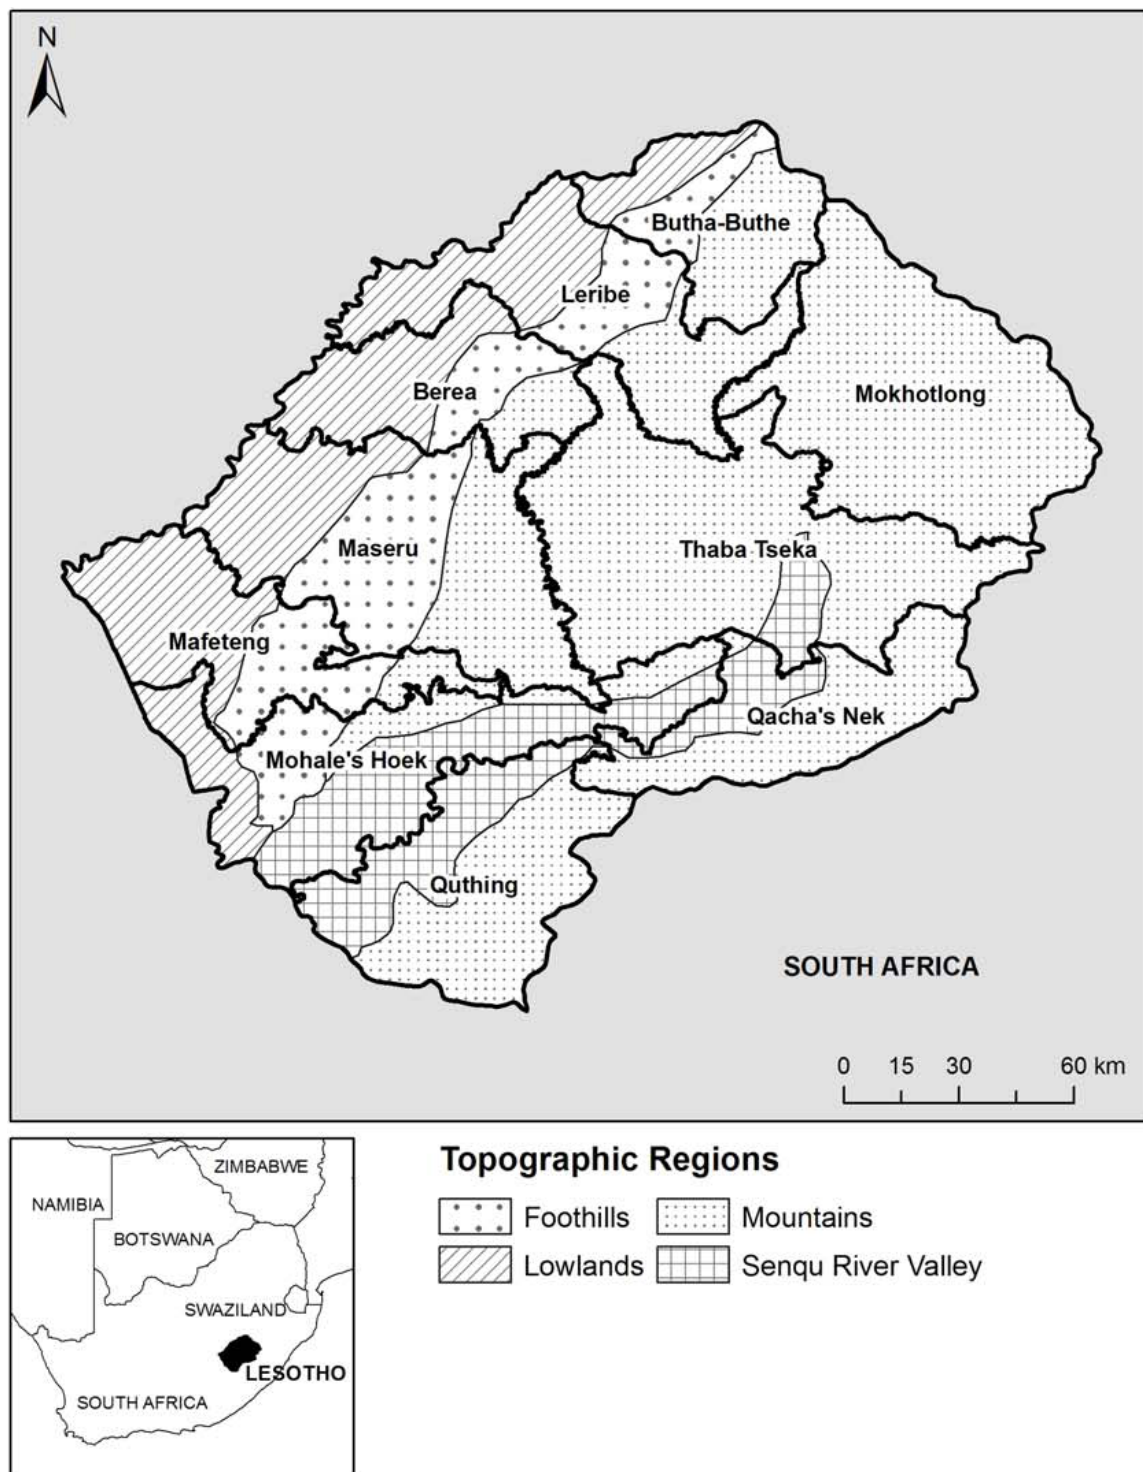 N
Butha-Buthe
Leribe
Mokhotlong
Berea
Maseru
Thaba Tseka
Mafeteng
Qacha's Nek
Mohale's Hoek
Quthing
SOUTH AFRICA
0 15 30 60 km
ZIMBABWE
NAMIBIA
BOTSWANA
SWAZILAND
LESOTHO
SOUTH AFRICA
Topographic Regions
Foothills
Mountains
Lowlands
Senqu River Valley